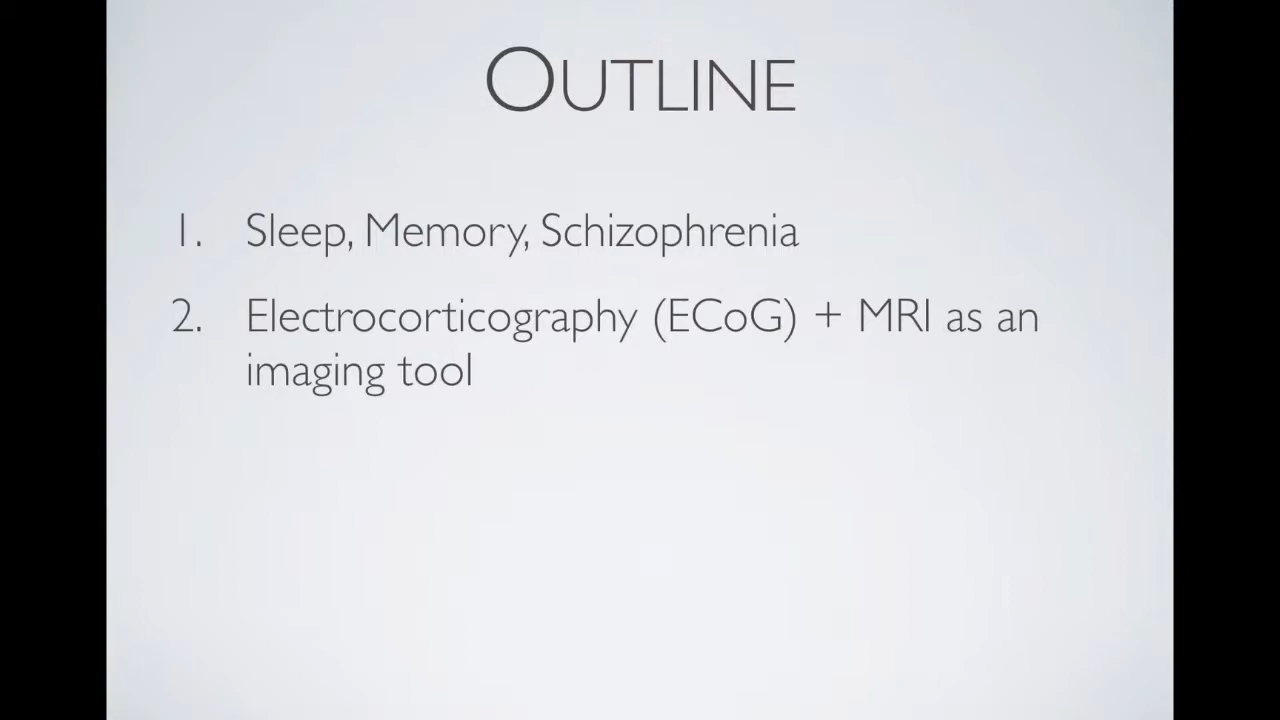 OUTLINE
1. Sleep, Memory, Schizophrenia
2. Electrocorticography (ECoG) + MRI as an
imaging tool